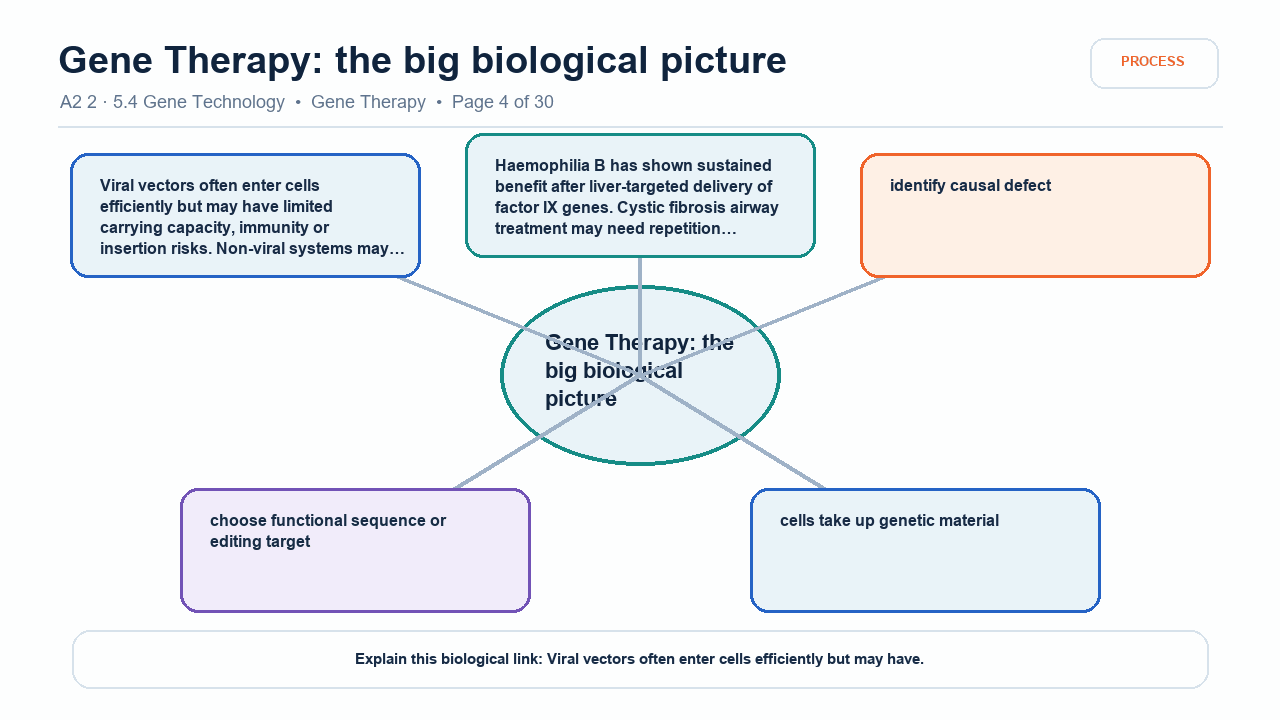 Gene Therapy: the big biological picture
PROCESS
A2 2 · 5.4 Gene Technology • Gene Therapy • Page 4 of 30
Viral vectors often enter cells
efficiently but may have limited
carrying capacity, immunity or
insertion risks. Non-viral systems may…
Haemophilia B has shown sustained
benefit after liver-targeted delivery of
factor IX genes. Cystic fibrosis airway
treatment may need repetition…
identify causal defect
Gene Therapy: the
big biological
picture
choose functional sequence or
editing target
cells take up genetic material
Explain this biological link: Viral vectors often enter cells efficiently but may have.